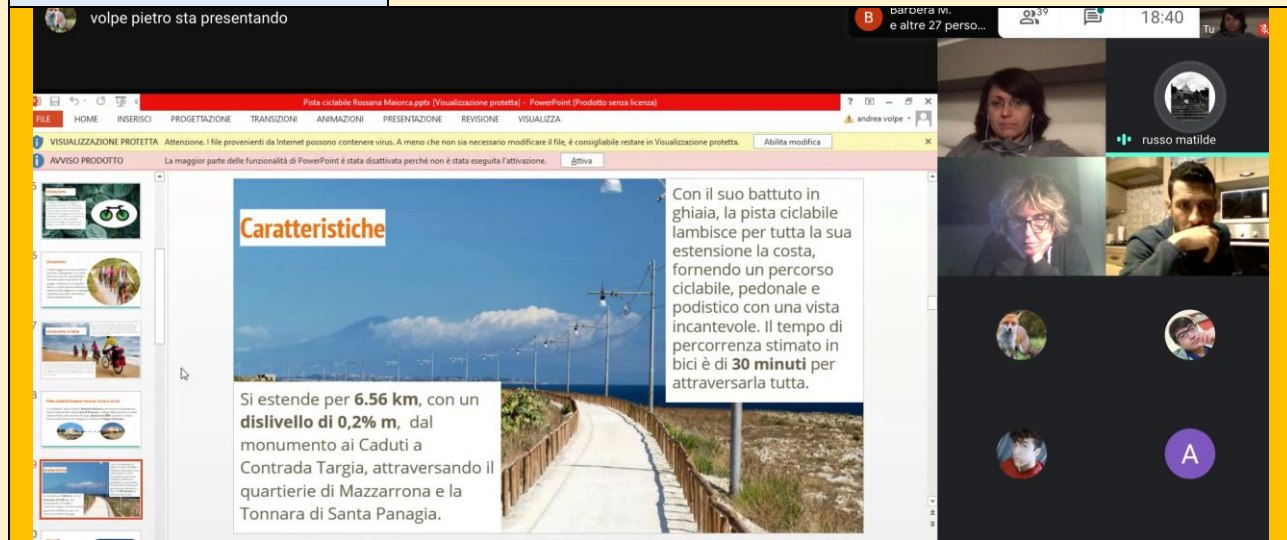 volpe pietro sta presentando
B
Barbera M.
e altre 27 perso...
39
18:40
Tu
Pista ciclabile Rossana Maiorca.pptx [Visualizzazione protetta] - PowerPoint (Prodotto senza licenza)
FILE HOME INSERISCI PROGETTAZIONE TRANSIZIONI ANIMAZIONI PRESENTAZIONE REVISIONE VISUALIZZA
andrea volpe
VISUALIZZAZIONE PROTETTA Attenzione. I file provenienti da Internet possono contenere virus. A meno che non sia necessario modificare il file, è consigliabile restare in Visualizzazione protetta. Abilita modifica
AVVISO PRODOTTO La maggior parte delle funzionalità di PowerPoint è stata disattivata perché non è stata eseguita l'attivazione. Attiva
Caratteristiche
Con il suo battuto in
ghiaia, la pista ciclabile
lambisce per tutta la sua
estensione la costa,
fornendo un percorso
ciclabile, pedonale e
podistico con una vista
incantevole. Il tempo di
percorrenza stimato in
bici è di 30 minuti per
attraversarla tutta.
Si estende per 6.56 km, con un
dislivello di 0,2% m, dal
monumento ai Caduti a
Contrada Targia, attraversando il
quartierie di Mazzarrona e la
Tonnara di Santa Panagia.
russo matilde
A